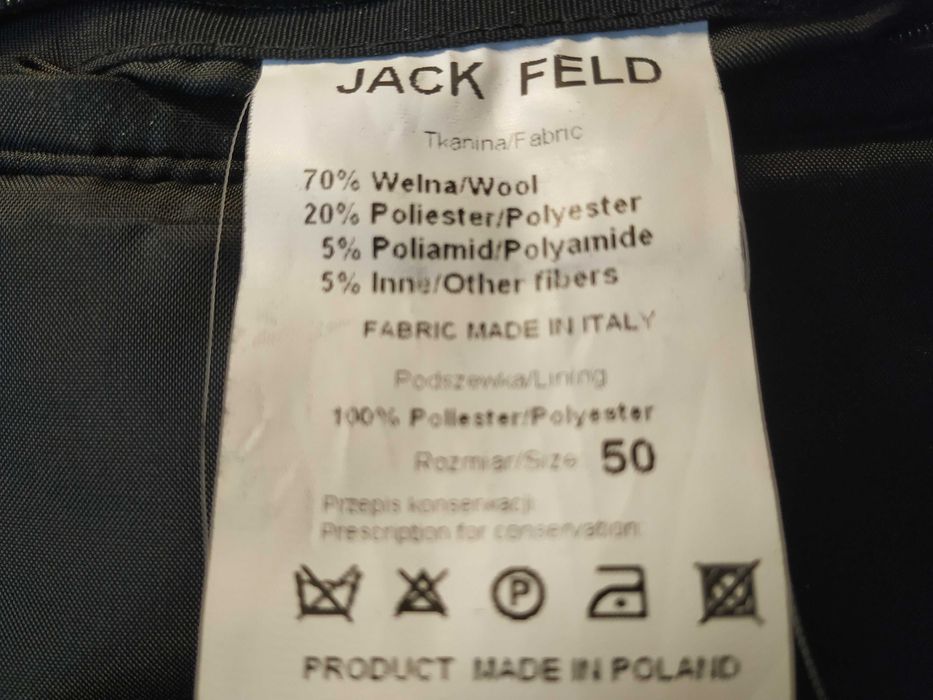 JACK FELD
Tkanina/Fabric
70% Wełna/Wool
20% Poliester/Polyester
5% Poliamid/Polyamide
5% Inne/Other fibers
FABRIC MADE IN ITALY
Podszewka/Lining
100% Poliester/Polyester
Rozmiar/Size 50
Przepis konserwacji:
Prescription for conservation:
P
PRODUCT MADE IN POLAND